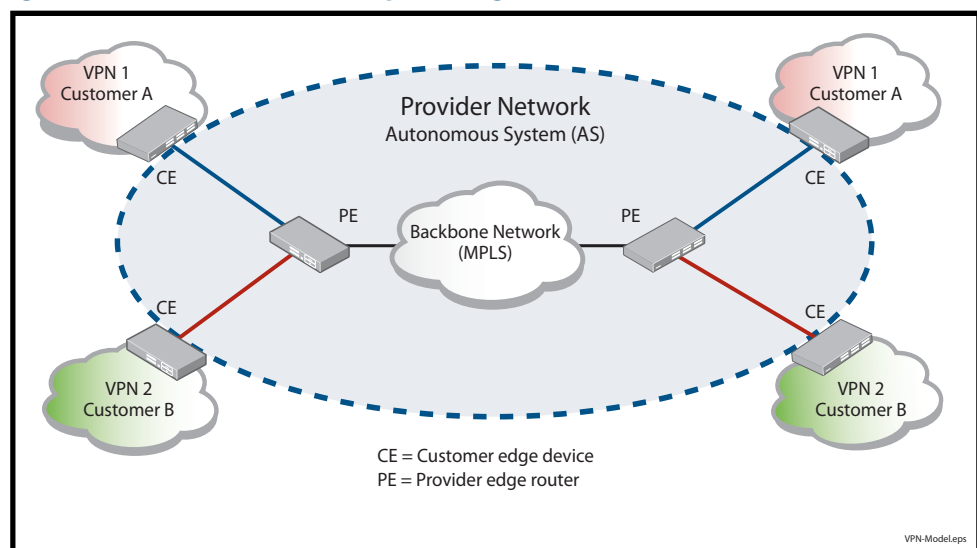 VPN 1
Customer A
VPN 1
Customer A
Provider Network
Autonomous System (AS)
CE
CE
PE
PE
Backbone Network
(MPLS)
CE
CE
VPN 2
Customer B
VPN 2
Customer B
CE = Customer edge device
PE = Provider edge router
VPN-Model.eps